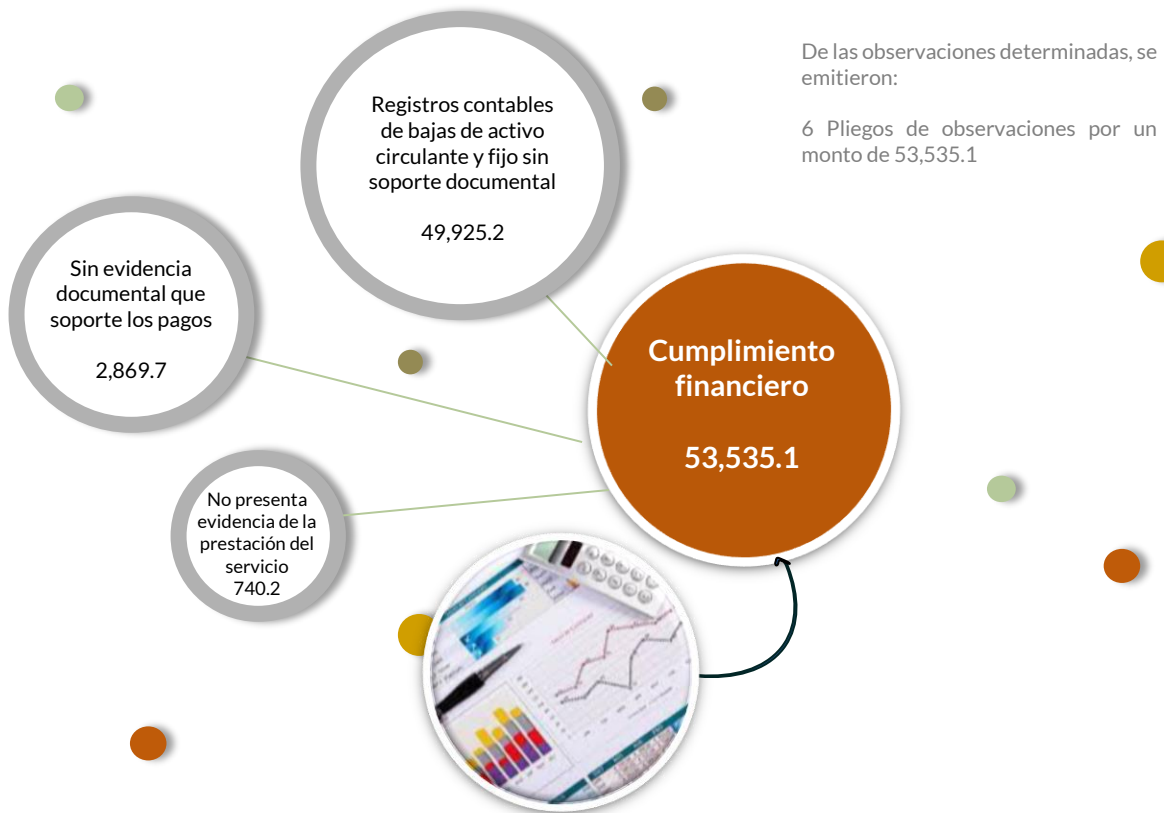 De las observaciones determinadas, se
emitieron:
6 Pliegos de observaciones por un
monto de 53,535.1
Registros contables
de bajas de activo
circulante y fijo sin
soporte documental
49,925.2
Sin evidencia
documental que
soporte los pagos
2,869.7
Cumplimiento
financiero
53,535.1
No presenta
evidencia de la
prestación del
servicio
740.2